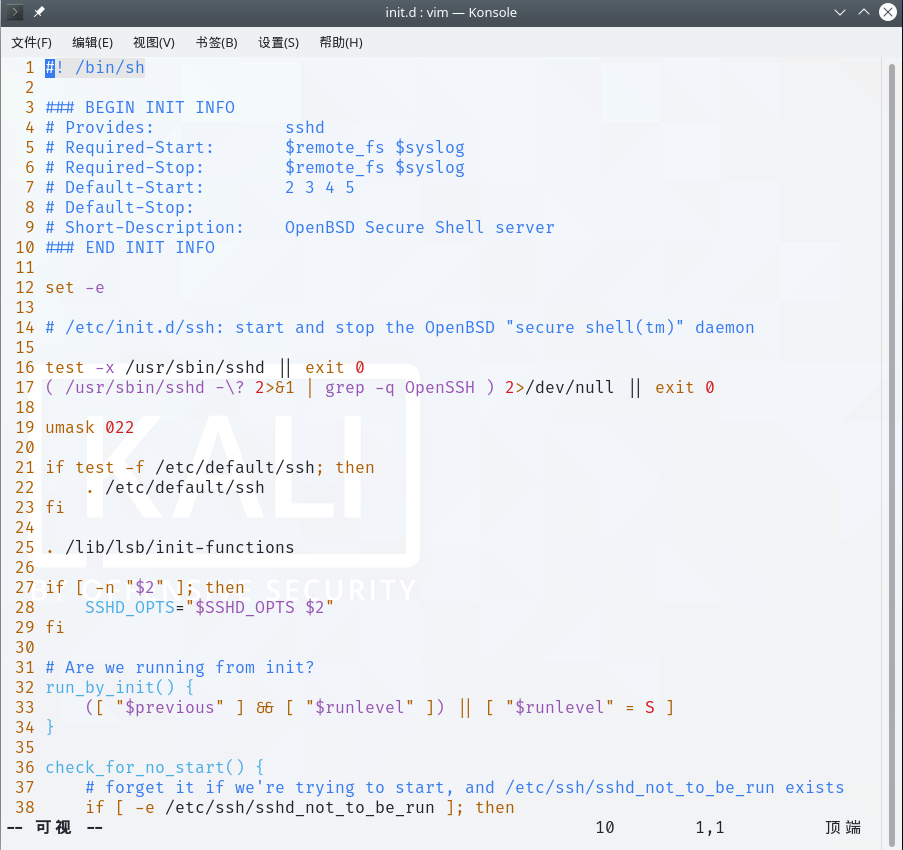 init.d : vim — Konsole
文件(F) 编辑(E) 视图(V) 书签(B) 设置(S) 帮助(H)
1 #! /bin/sh
2
3 ### BEGIN INIT INFO
4 # Provides:             sshd
5 # Required-Start:       $remote_fs $syslog
6 # Required-Stop:        $remote_fs $syslog
7 # Default-Start:        2 3 4 5
8 # Default-Stop:
9 # Short-Description:    OpenBSD Secure Shell server
10 ### END INIT INFO
11
12 set -e
13
14 # /etc/init.d/ssh: start and stop the OpenBSD "secure shell(tm)" daemon
15
16 test -x /usr/sbin/sshd || exit 0
17 ( /usr/sbin/sshd -\? 2>&1 | grep -q OpenSSH ) 2>/dev/null || exit 0
18
19 umask 022
20
21 if test -f /etc/default/ssh; then
22     . /etc/default/ssh
23 fi
24
25 . /lib/lsb/init-functions
26
27 if [ -n "$2" ]; then
28     SSHD_OPTS="$SSHD_OPTS $2"
29 fi
30
31 # Are we running from init?
32 run_by_init() {
33     ([ "$previous" ] && [ "$runlevel" ]) || [ "$runlevel" = S ]
34 }
35
36 check_for_no_start() {
37     # forget it if we're trying to start, and /etc/ssh/sshd_not_to_be_run exists
38     if [ -e /etc/ssh/sshd_not_to_be_run ]; then
-- 可视 -- 10 1,1 顶端
KALI
BY OFFENSIVE SECURITY